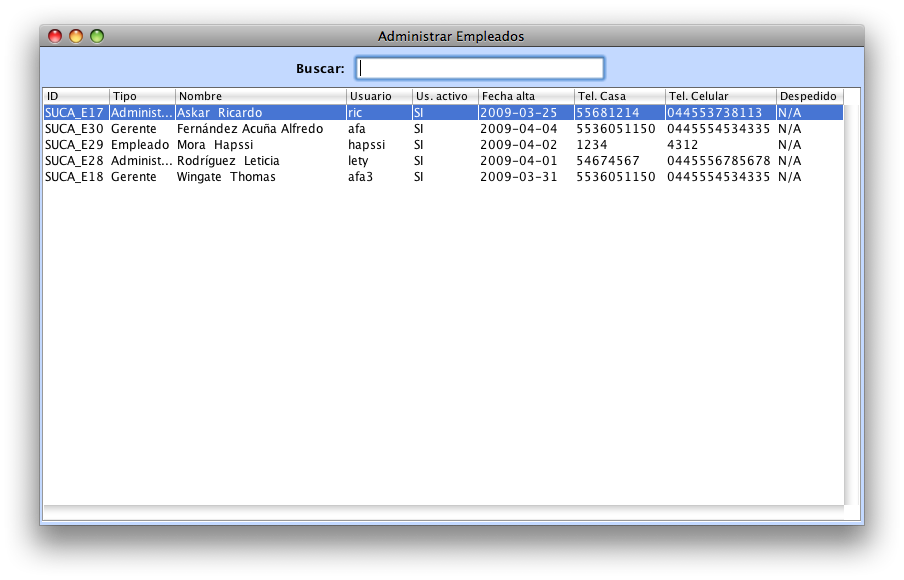 Administrar Empleados
Buscar:
ID Tipo Nombre Usuario Us. activo Fecha alta Tel. Casa Tel. Celular Despedido
SUCA_E17 Administ... Askar Ricardo ric SI 2009-03-25 55681214 044553738113 N/A
SUCA_E30 Gerente Fernández Acuña Alfredo afa SI 2009-04-04 5536051150 0445554534335 N/A
SUCA_E29 Empleado Mora Hapssi hapssi SI 2009-04-02 1234 4312 N/A
SUCA_E28 Administ... Rodríguez Leticia lety SI 2009-04-01 54674567 0445556785678 N/A
SUCA_E18 Gerente Wingate Thomas afa3 SI 2009-03-31 5536051150 0445554534335 N/A